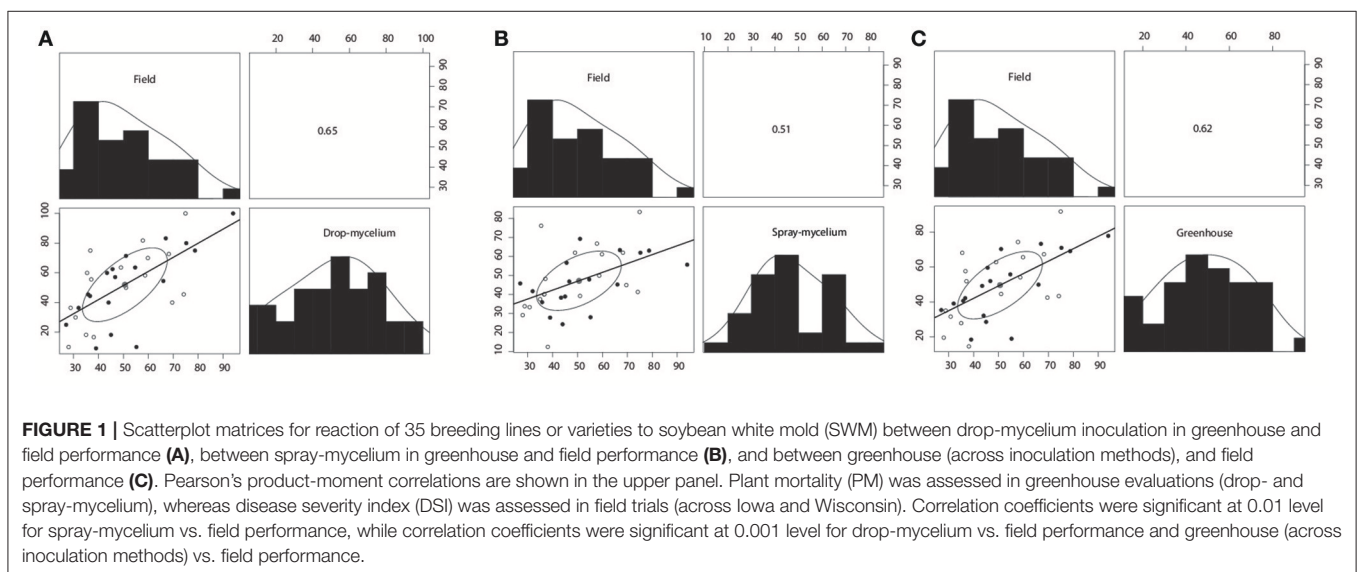 A
B
C
20 40 60 80 100
10 20 30 40 50 60 70 80
20 40 60 80
Field
Field
Field
0.65
0.51
0.62
30 40 50 60 70 80 90
30 40 50 60 70 80 90
30 40 50 60 70 80 90
Drop-mycelium
Spray-mycelium
Greenhouse
20 40 60 80 100
10 20 30 40 50 60 70 80
20 40 60 80
30 40 50 60 70 80 90
30 40 50 60 70 80 90
30 40 50 60 70 80 90
FIGURE 1 | Scatterplot matrices for reaction of 35 breeding lines or varieties to soybean white mold (SWM) between drop-mycelium inoculation in greenhouse and
field performance (A), between spray-mycelium in greenhouse and field performance (B), and between greenhouse (across inoculation methods), and field
performance (C). Pearson's product-moment correlations are shown in the upper panel. Plant mortality (PM) was assessed in greenhouse evaluations (drop- and
spray-mycelium), whereas disease severity index (DSI) was assessed in field trials (across Iowa and Wisconsin). Correlation coefficients were significant at 0.01 level
for spray-mycelium vs. field performance, while correlation coefficients were significant at 0.001 level for drop-mycelium vs. field performance and greenhouse (across
inoculation methods) vs. field performance.